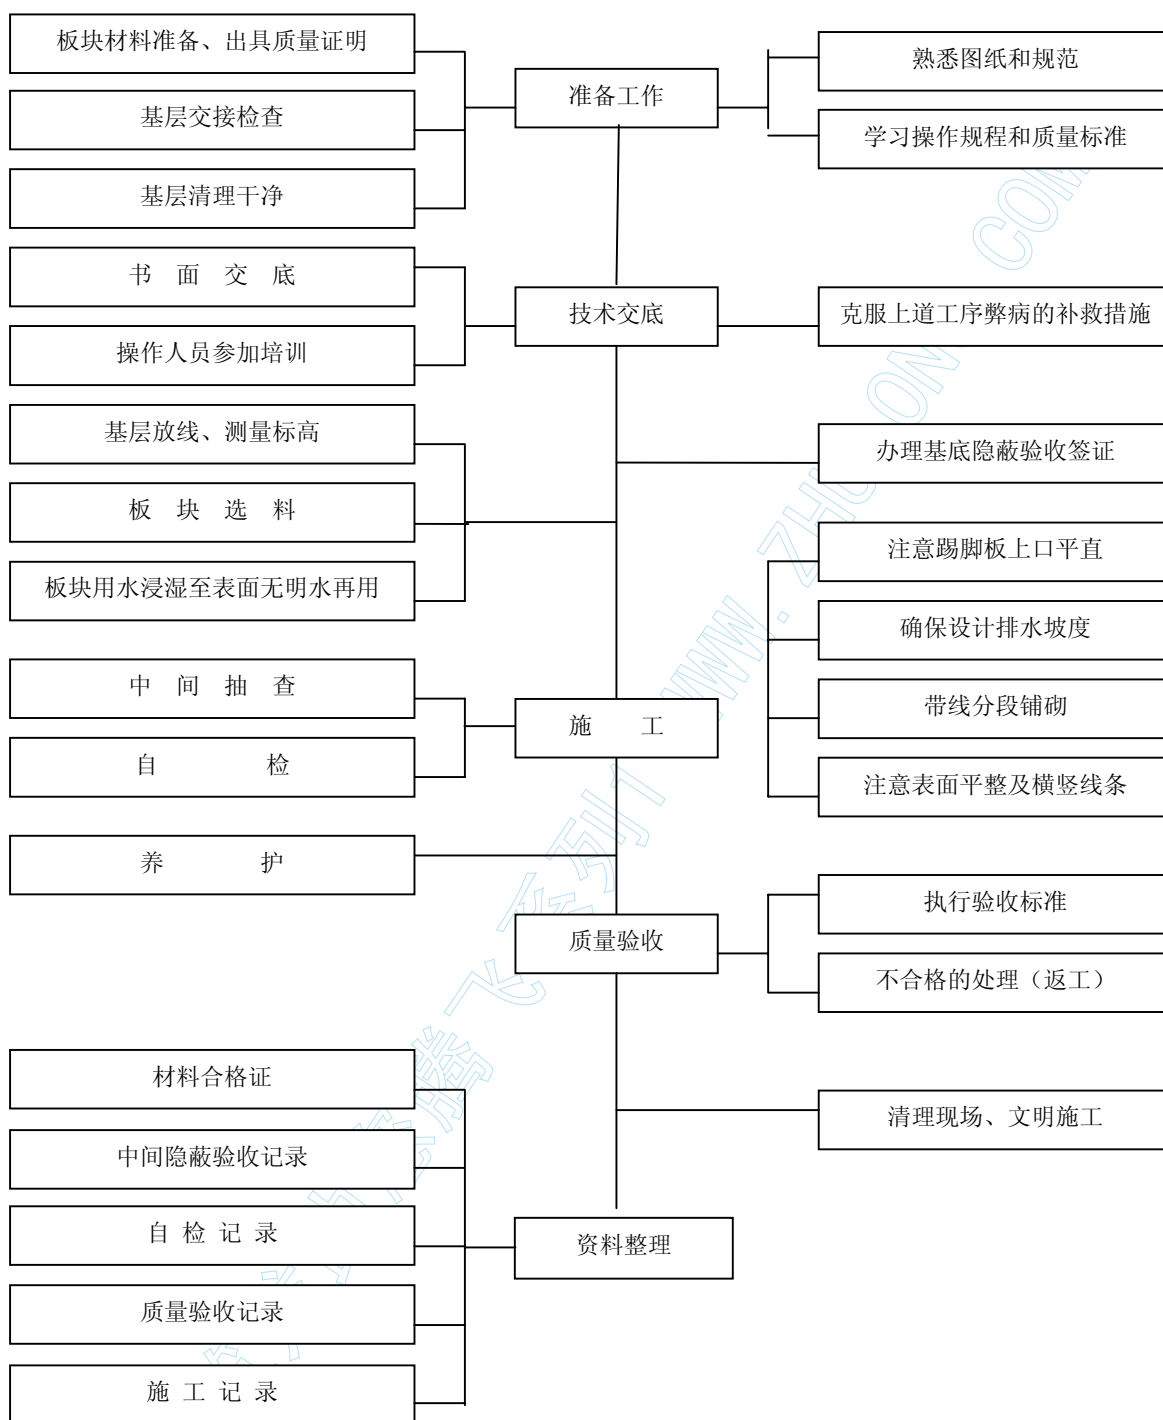 板块材料准备、出具质量证明
熟悉图纸和规范
准备工作
基层交接检查
学习操作规程和质量标准
基层清理干净
书 面 交 底
技术交底
克服上道工序弊病的补救措施
操作人员参加培训
基层放线、测量标高
办理基底隐蔽验收签证
板 块 选 料
注意踢脚板上口平直
板块用水浸湿至表面无明水再用
确保设计排水坡度
中 间 抽 查
带线分段铺砌
施 工
自 检
注意表面平整及横竖线条
养 护
执行验收标准
质量验收
不合格的处理（返工）
材料合格证
清理现场、文明施工
中间隐蔽验收记录
自 检 记 录
资料整理
质量验收记录
施 工 记 录